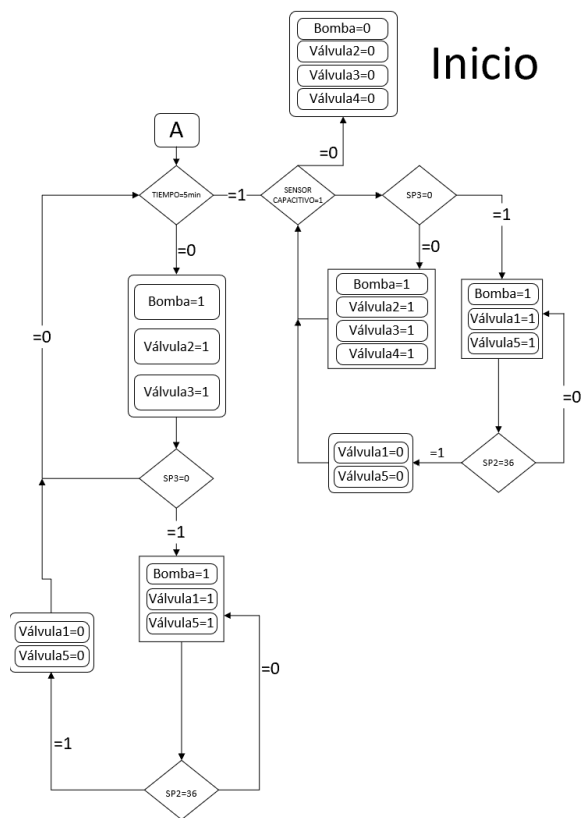 Bomba=0
Válvula2=0
Válvula3=0
Válvula4=0
Inicio
A
=0
TIEMPO=5min
=1
SENSOR
CAPACITIVO=1
SP3=0
=1
=0
=0
Bomba=1
Válvula2=1
Válvula3=1
Bomba=1
Válvula2=1
Válvula3=1
Válvula4=1
Bomba=1
Válvula1=1
Válvula5=1
=0
=0
Válvula1=0
Válvula5=0
=1
SP2=36
SP3=0
=1
Bomba=1
Válvula1=1
Válvula5=1
Válvula1=0
Válvula5=0
=0
=1
SP2=36